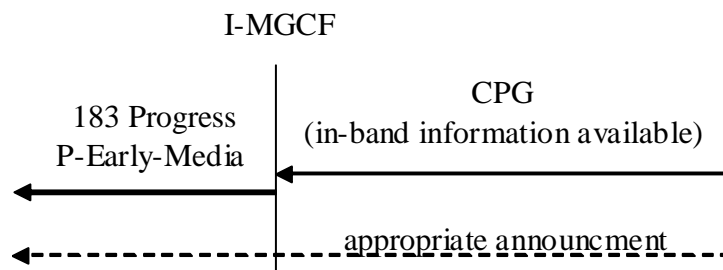 I-MGCF
183 Progress
P-Early-Media
CPG
(in-band information available)
appropriate announcment